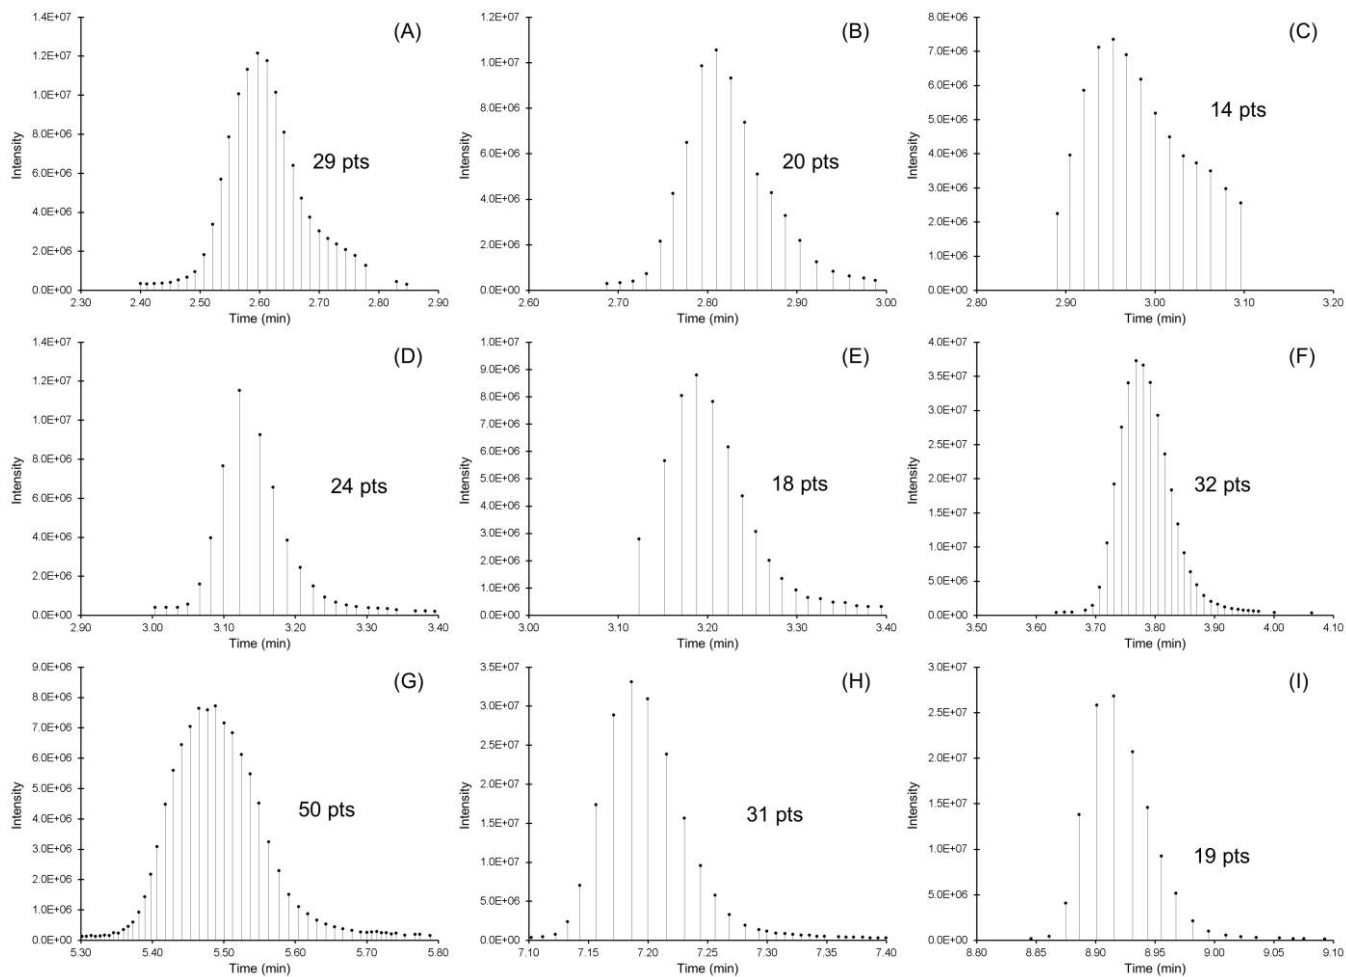 (A)
1.4E+07
1.2E+07
1.0E+07
8.0E+06
6.0E+06
4.0E+06
2.0E+06
0.0E+00
Intensity
29 pts
2.30 2.40 2.50 2.60 2.70 2.80 2.90
Time (min)
(B)
1.2E+07
1.0E+07
8.0E+06
6.0E+06
4.0E+06
2.0E+06
0.0E+00
Intensity
20 pts
2.60 2.70 2.80 2.90 3.00
Time (min)
(C)
8.0E+06
7.0E+06
6.0E+06
5.0E+06
4.0E+06
3.0E+06
2.0E+06
1.0E+06
0.0E+00
Intensity
14 pts
2.80 2.90 3.00 3.10 3.20
Time (min)
(D)
1.4E+07
1.2E+07
1.0E+07
8.0E+06
6.0E+06
4.0E+06
2.0E+06
0.0E+00
Intensity
24 pts
2.90 3.00 3.10 3.20 3.30 3.40
Time (min)
(E)
1.0E+07
9.0E+06
8.0E+06
7.0E+06
6.0E+06
5.0E+06
4.0E+06
3.0E+06
2.0E+06
1.0E+06
0.0E+00
Intensity
18 pts
3.00 3.10 3.20 3.30 3.40
Time (min)
(F)
4.0E+07
3.5E+07
3.0E+07
2.5E+07
2.0E+07
1.5E+07
1.0E+07
5.0E+06
0.0E+00
Intensity
32 pts
3.50 3.60 3.70 3.80 3.90 4.00 4.10
Time (min)
(G)
9.0E+06
8.0E+06
7.0E+06
6.0E+06
5.0E+06
4.0E+06
3.0E+06
2.0E+06
1.0E+06
0.0E+00
Intensity
50 pts
5.30 5.40 5.50 5.60 5.70 5.80
Time (min)
(H)
3.5E+07
3.0E+07
2.5E+07
2.0E+07
1.5E+07
1.0E+07
5.0E+06
0.0E+00
Intensity
31 pts
7.10 7.15 7.20 7.25 7.30 7.35 7.40
Time (min)
(I)
3.0E+07
2.5E+07
2.0E+07
1.5E+07
1.0E+07
5.0E+06
0.0E+00
Intensity
19 pts
8.80 8.85 8.90 8.95 9.00 9.05 9.10
Time (min)